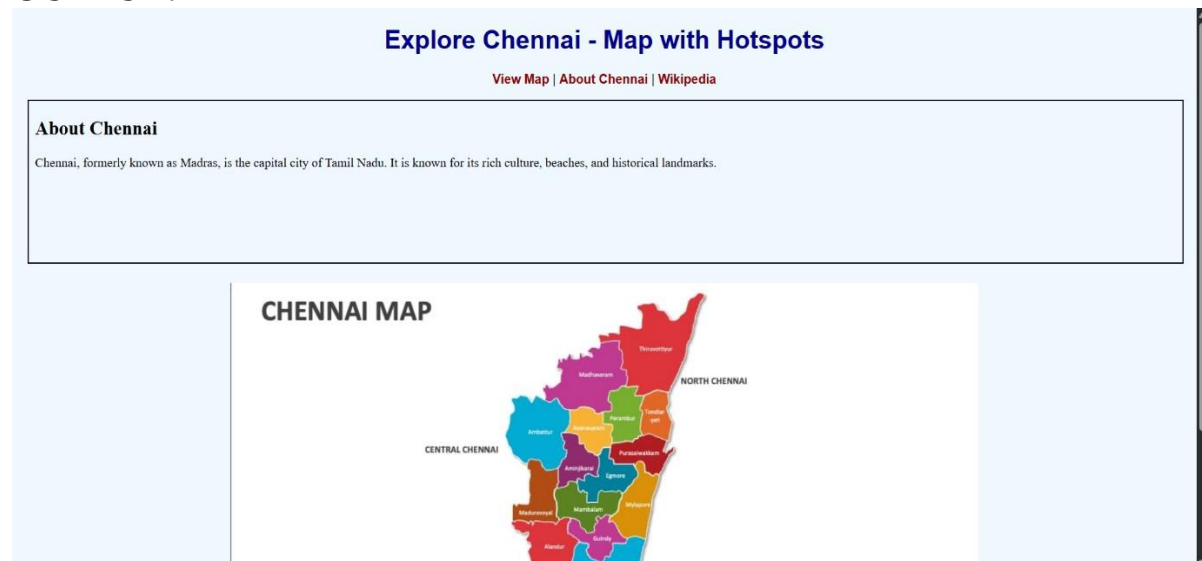 Explore Chennai - Map with Hotspots
View Map | About Chennai | Wikipedia
About Chennai
Chennai, formerly known as Madras, is the capital city of Tamil Nadu. It is known for its rich culture, beaches, and historical landmarks.
CHENNAI MAP
Thiruvottiyur
Madhavaram
NORTH CHENNAI
Tondiar
pet
Perambur
Ambattur
Ayanavaram
CENTRAL CHENNAI
Purasaiwakkam
Aminjikarai
Egmore
Mylapore
Maduravoyal
Mambalam
Guindy
Alandur